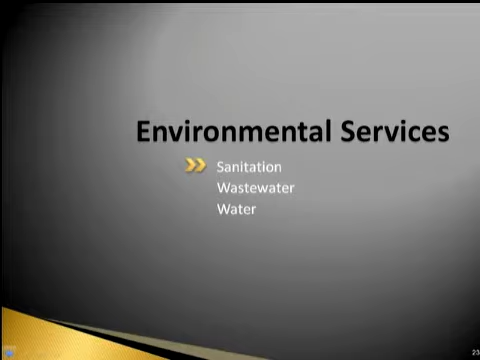 Environmental Services
Sanitation
Wastewater
Water